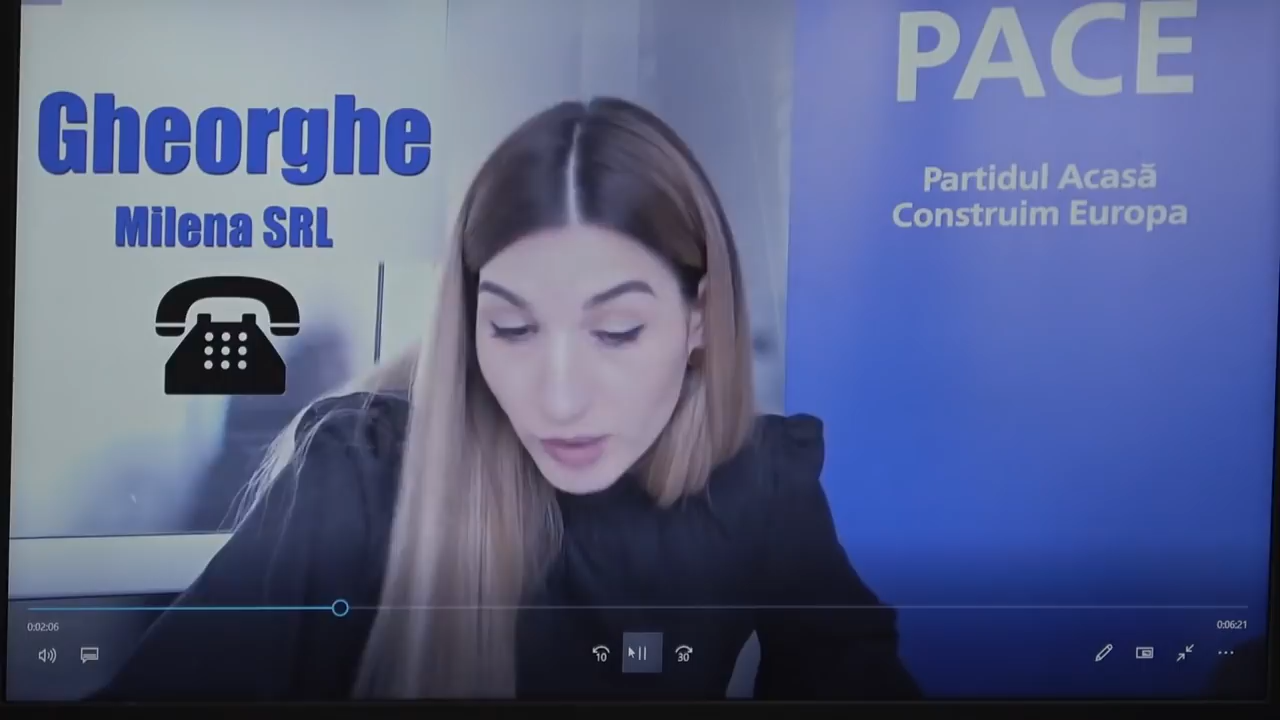 Gheorghe
Milena SRL
PACE
Partidul Acasă
Construim Europa
0:02:06
0:06:21
10
30